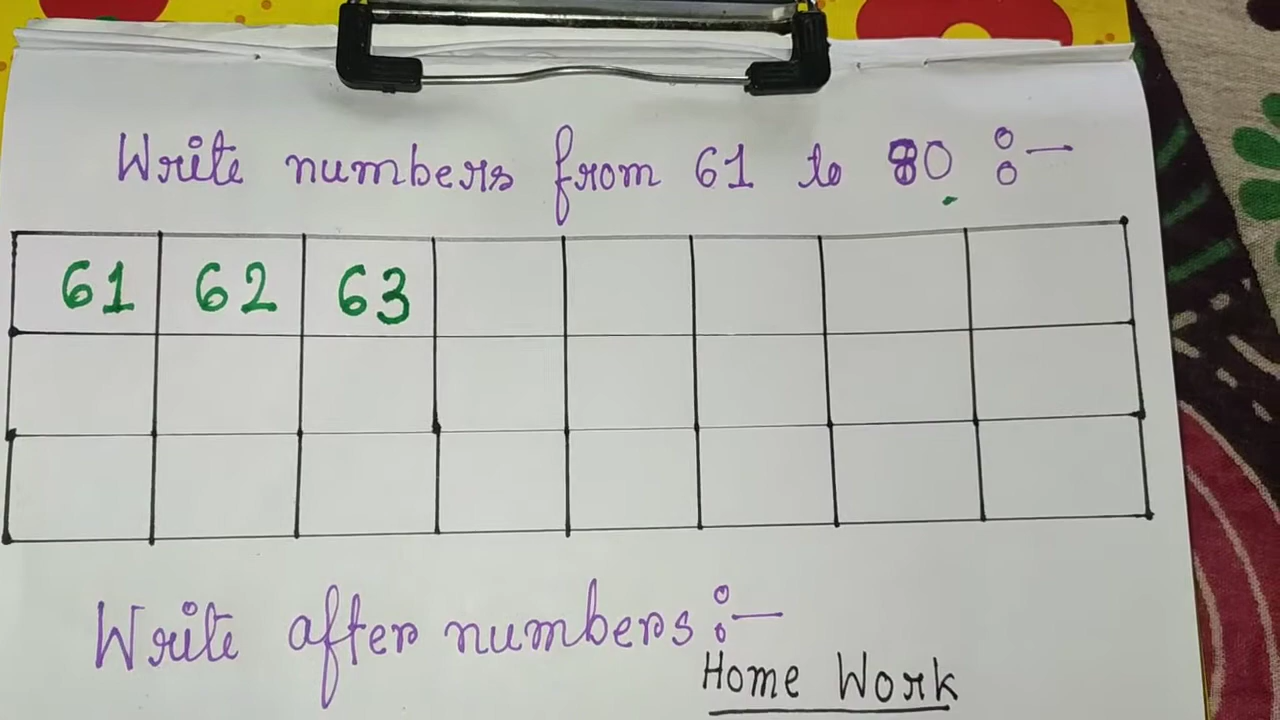 Write numbers from 61 to 80 :-
61 62 63
Write after numbers :-
Home Work